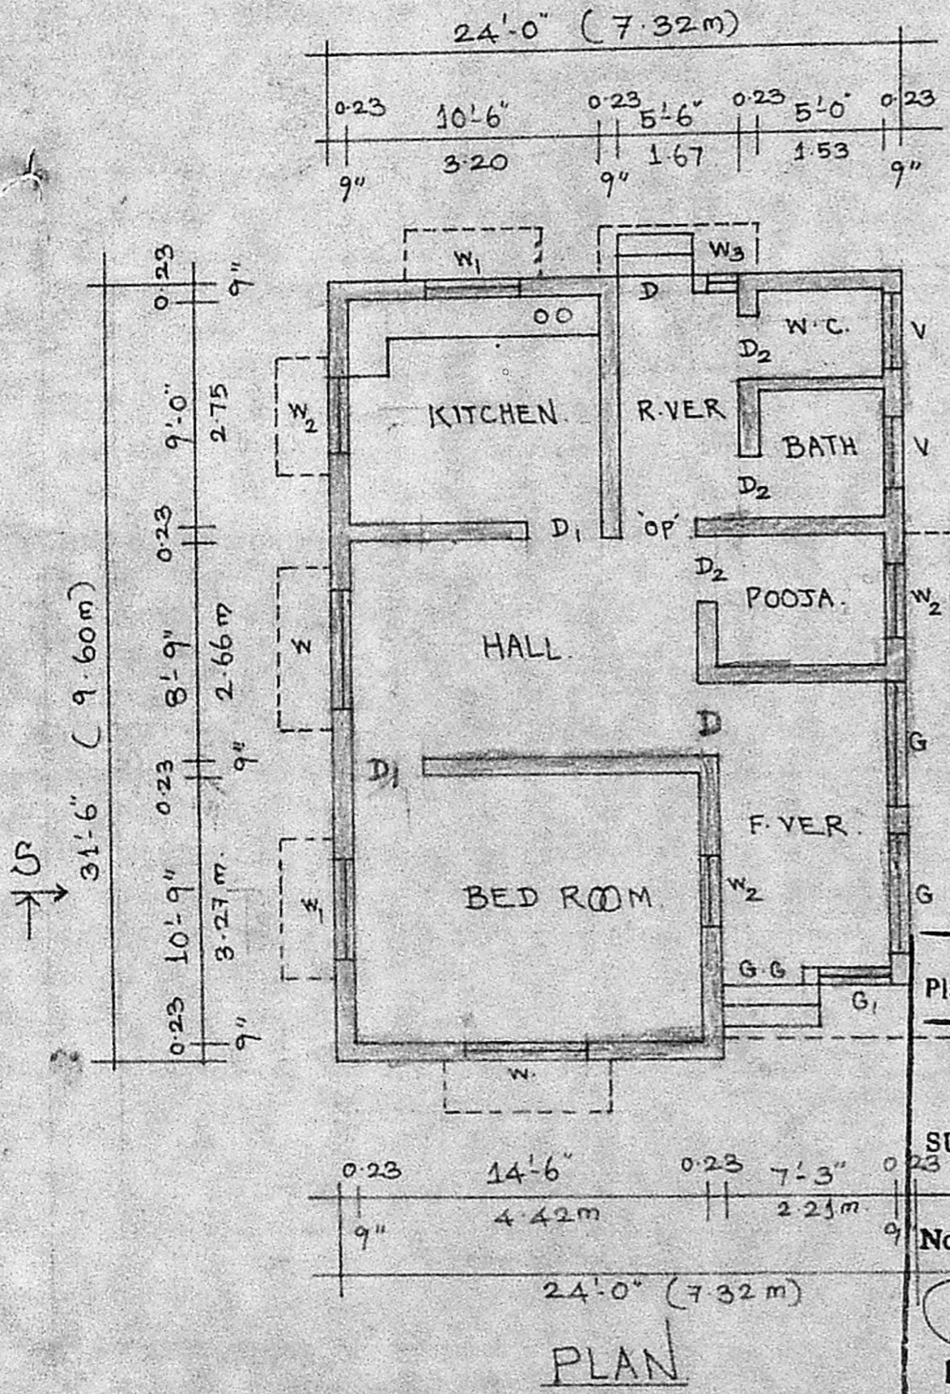 24'-0" (7.32m)
0.23 10'-6" 0.23 5'-6" 0.23 5'-0" 0.23
3.20 1.67 1.53
9" 9" 9"
W1 W3
D
OO W.C. V
D2
W2 KITCHEN. R.VER
BATH V
D2
D1 'OP'
D2
POOJA. W2
W HALL.
D
G
D1
F.VER.
W1 BED ROOM. W2 G
G.G
G1
W.
0.23 9"
9'-0" 2.75
0.23
8'-9" 2.66m
0.23 9"
10'-9" 3.27m.
0.23 9"
31'-6" (9.60m)
S
Pl
SU
No
0.23 14'-6" 0.23 7'-3" 0.23
4.42m 2.21m.
9" 9"
24'-0" (7.32m)
PLAN